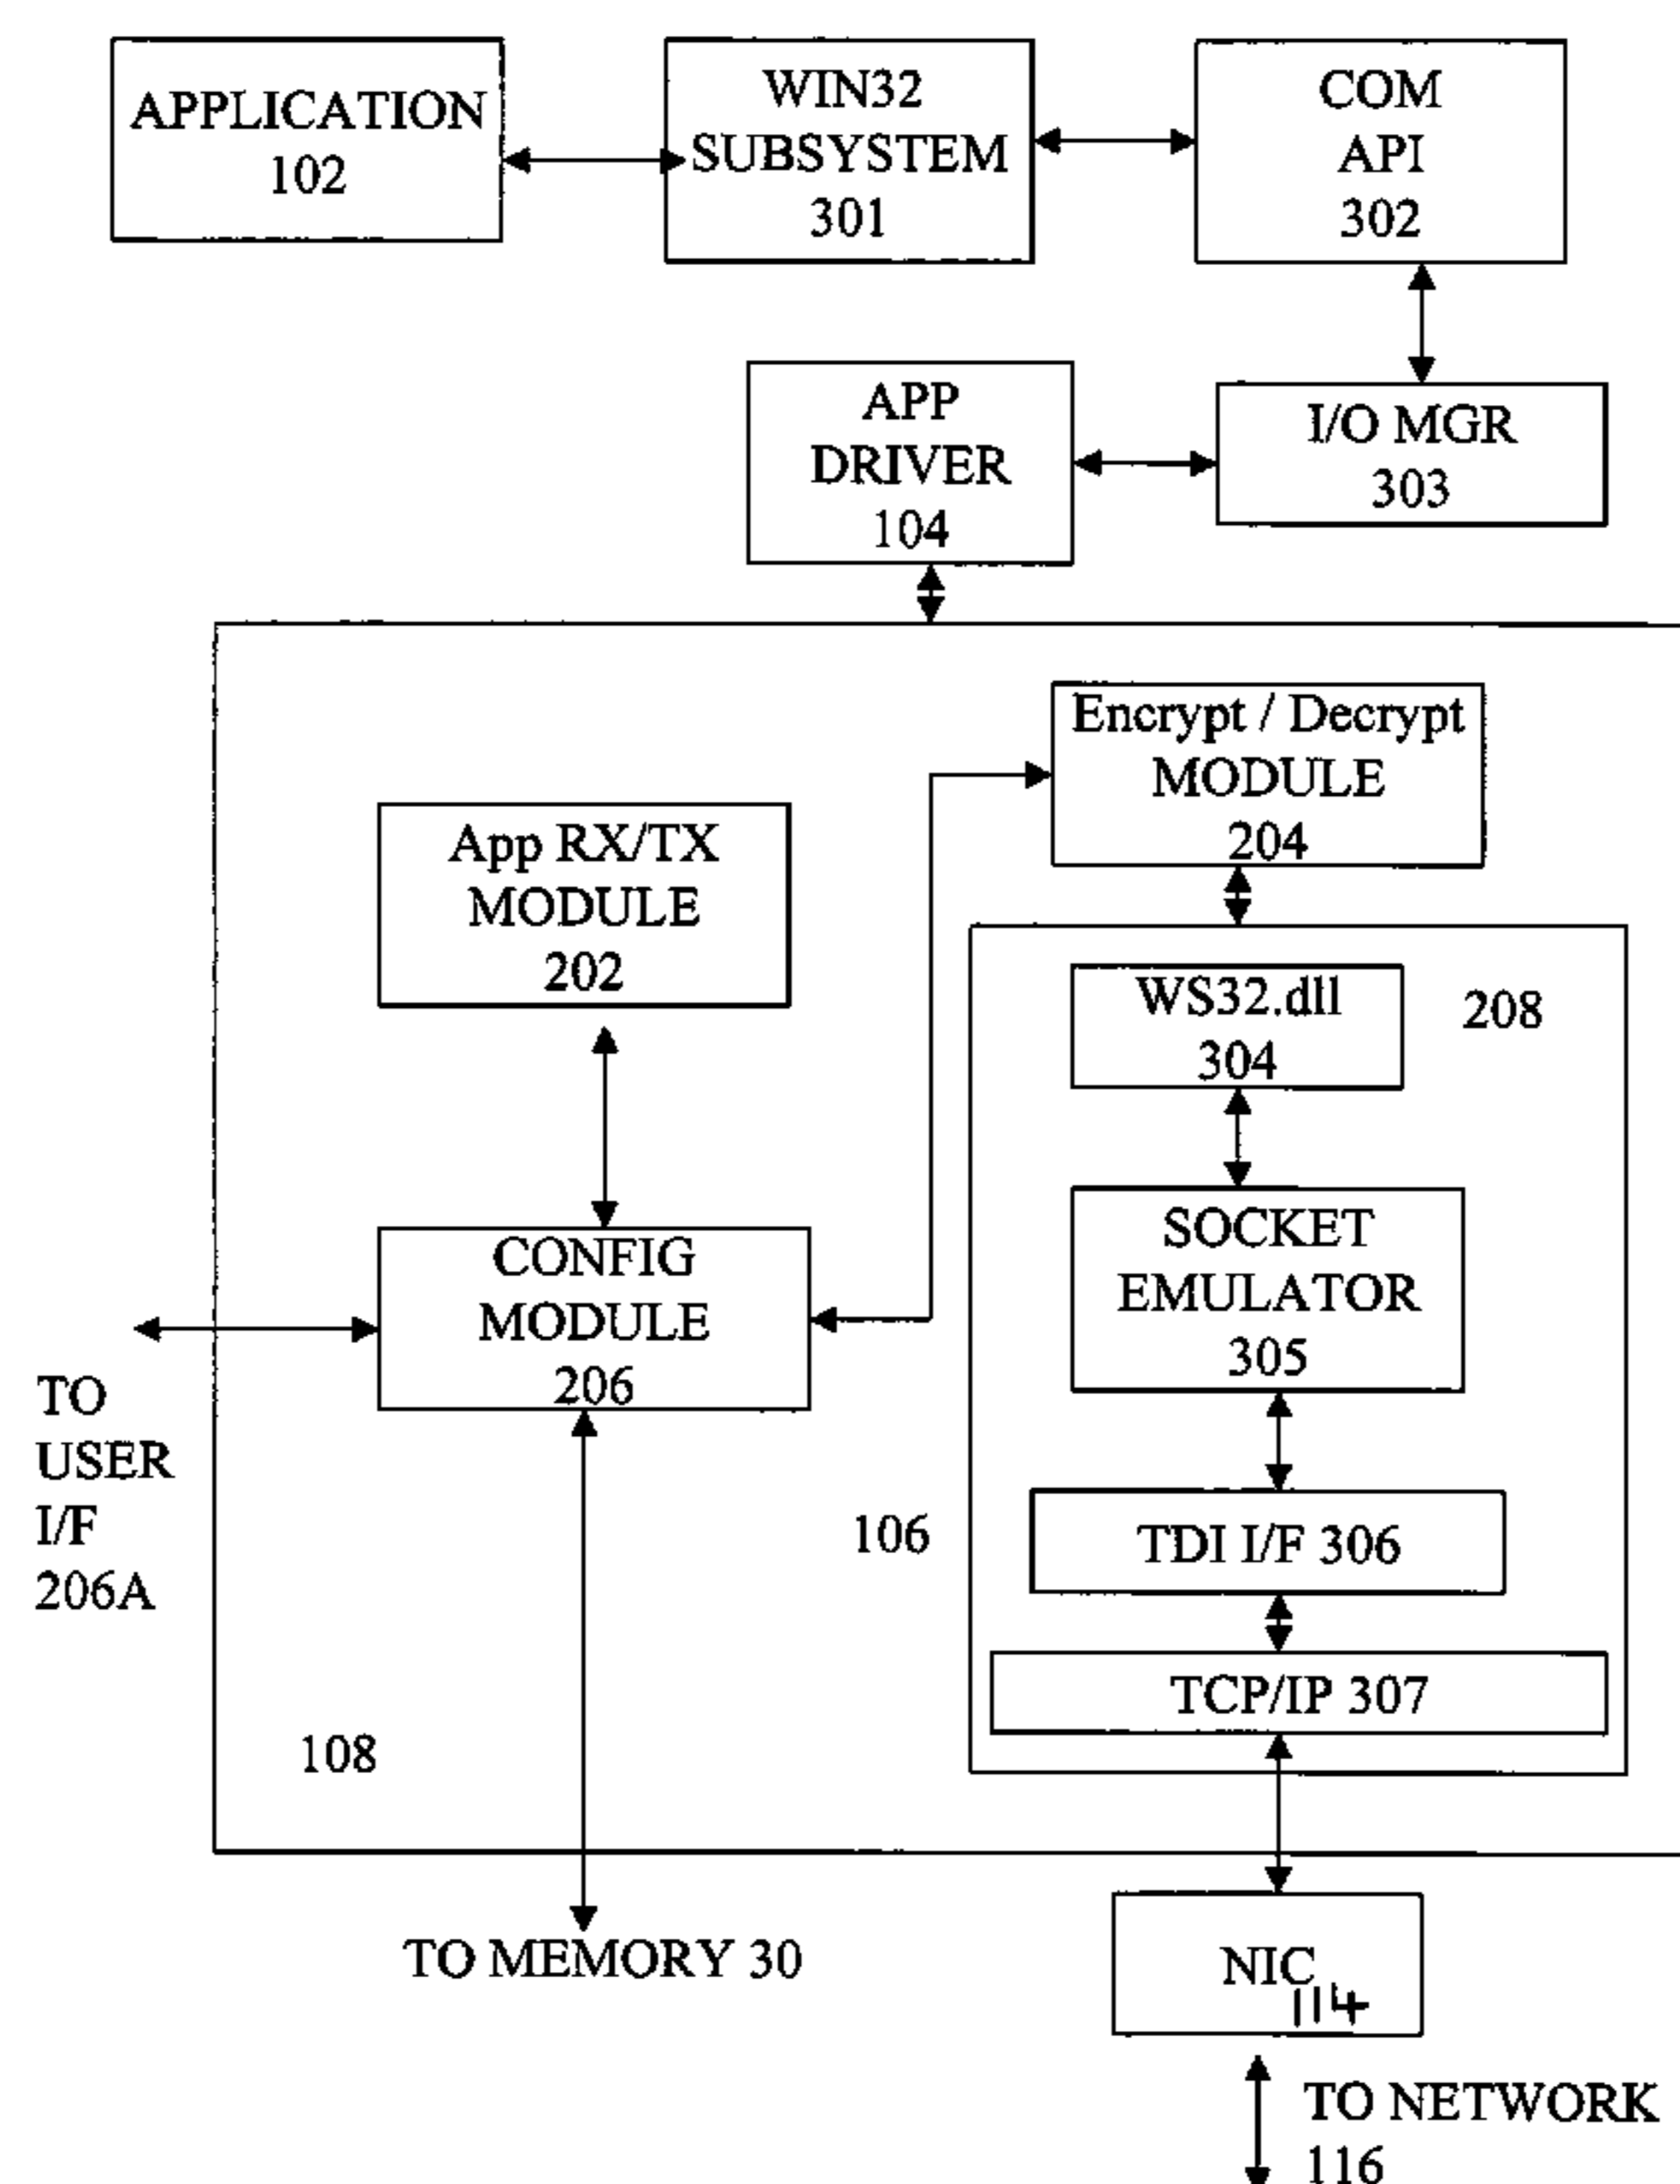 APPLICATION
102
WIN32
SUBSYSTEM
301
COM
API
302
APP
DRIVER
104
I/O MGR
303
Encrypt / Decrypt
MODULE
204
App RX/TX
MODULE
202
WS32.dll
304
208
SOCKET
EMULATOR
305
CONFIG
MODULE
206
TO
USER
I/F
206A
106
TDI I/F 306
TCP/IP 307
108
TO MEMORY 30
NIC
114
TO NETWORK
116